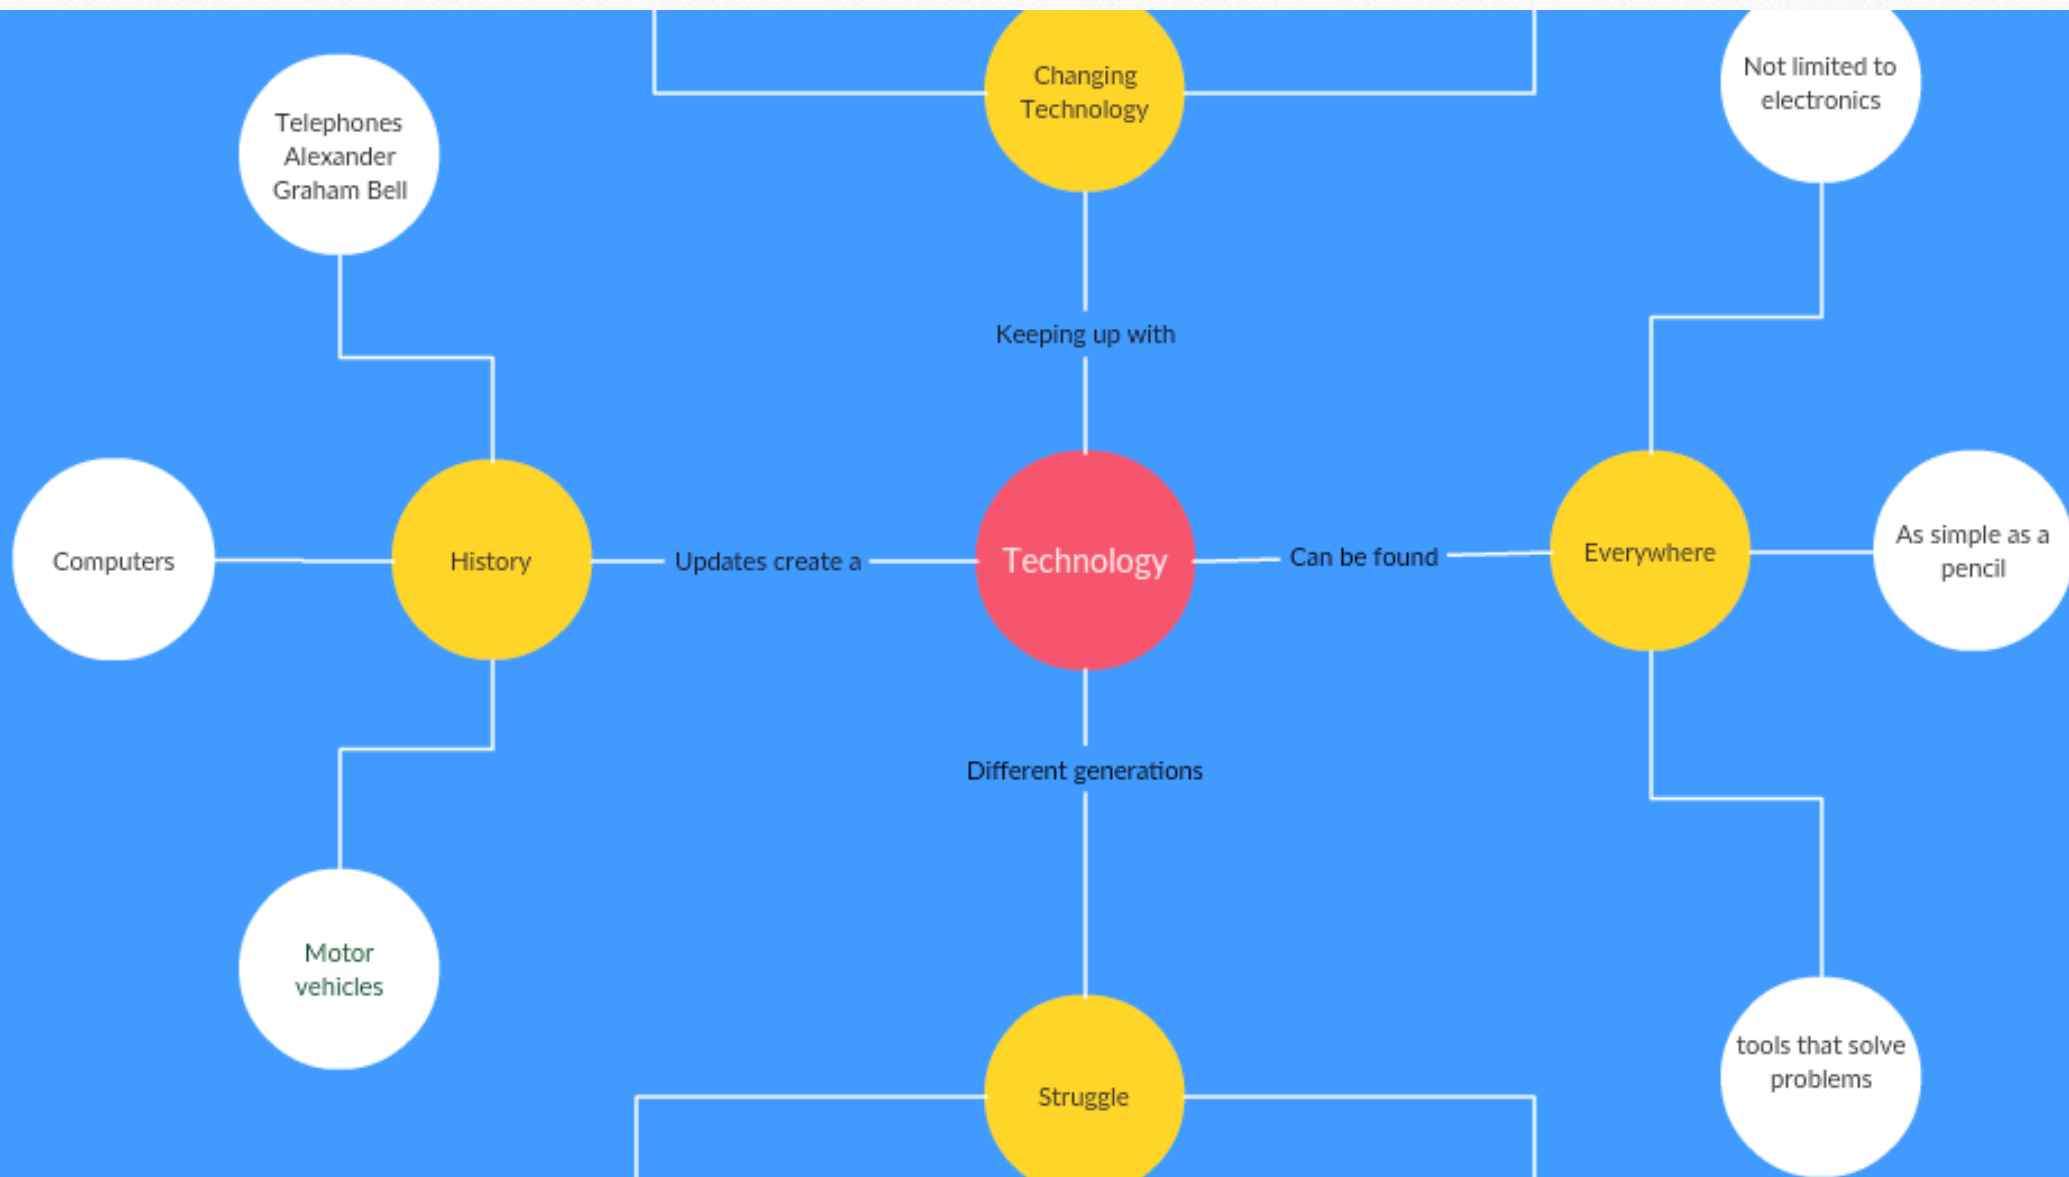 Changing
Technology
Not limited to
electronics
Telephones
Alexander
Graham Bell
Keeping up with
Computers
History
Updates create a
Technology
Can be found
Everywhere
As simple as a
pencil
Different generations
Motor
vehicles
Struggle
tools that solve
problems